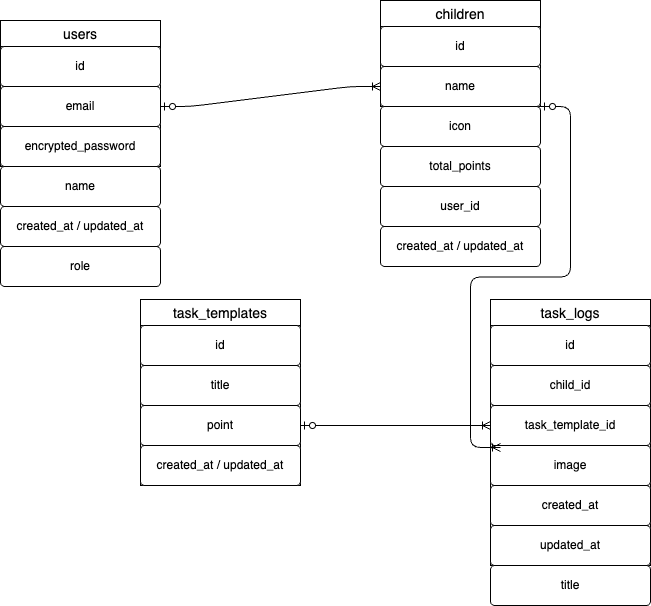 users
id
email
encrypted_password
name
created_at / updated_at
role
children
id
name
icon
total_points
user_id
created_at / updated_at
task_templates
id
title
point
created_at / updated_at
task_logs
id
child_id
task_template_id
image
created_at
updated_at
title